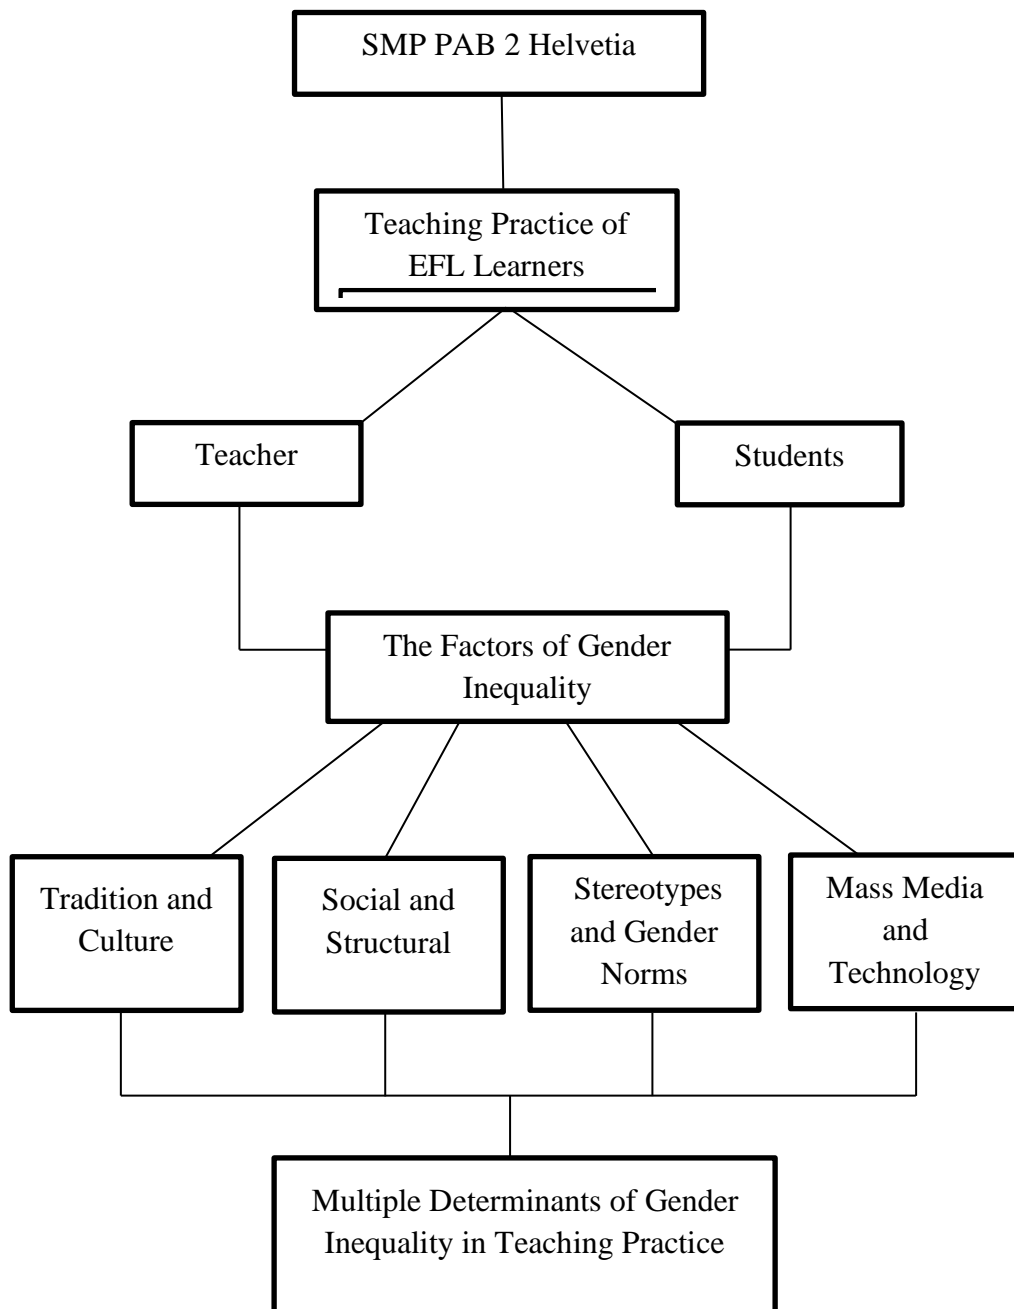 SMP PAB 2 Helvetia
Teaching Practice of
EFL Learners
Teacher
Students
The Factors of Gender
Inequality
Tradition and
Culture
Social and
Structural
Stereotypes
and Gender
Norms
Mass Media
and
Technology
Multiple Determinants of Gender
Inequality in Teaching Practice